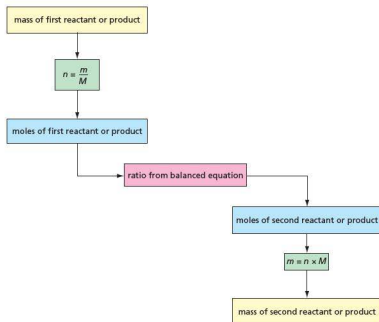 mass of first reactant or product
n = m/M
moles of first reactant or product
ratio from balanced equation
moles of second reactant or product
m = n × M
mass of second reactant or product